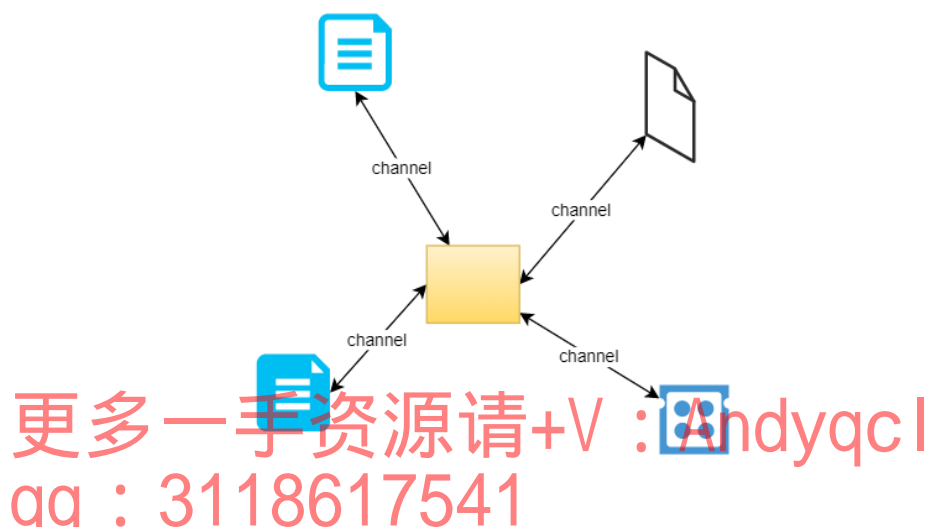 channel
channel
channel
channel
更多一手资源请+V：Andyqcl
qq：3118617541